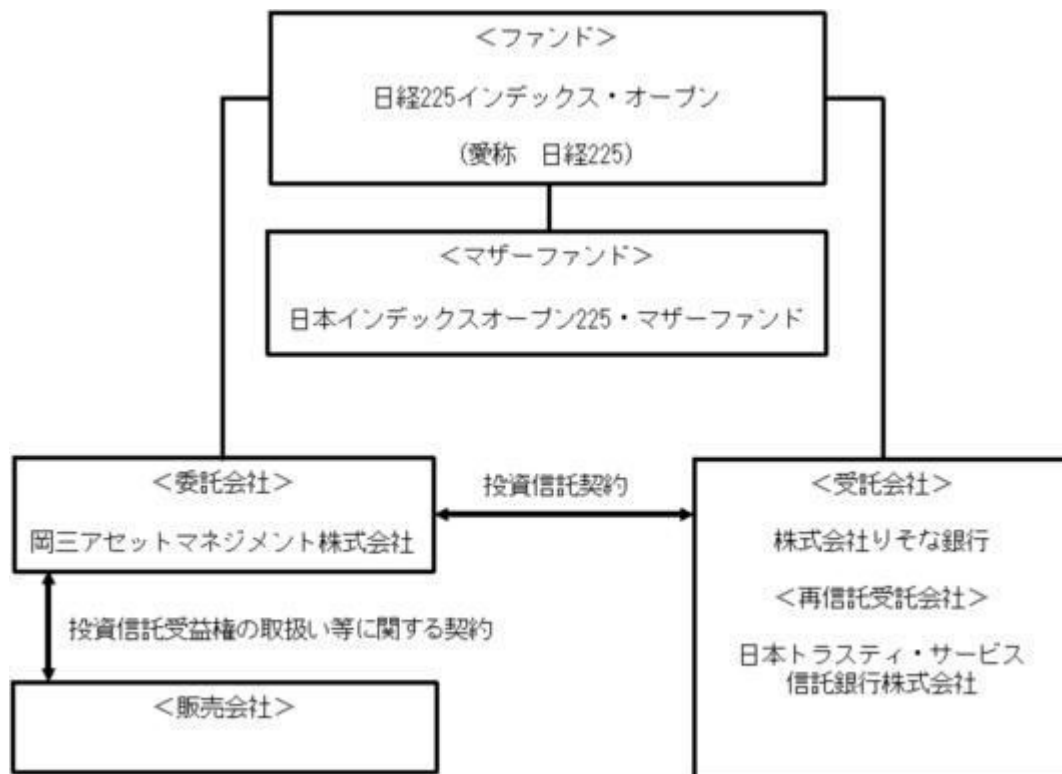 ＜ファンド＞
日経225インデックス・オープン
（愛称　日経225）
＜マザーファンド＞
日本インデックスオープン225・マザーファンド
＜委託会社＞
岡三アセットマネジメント株式会社
投資信託契約
＜受託会社＞
株式会社りそな銀行
＜再信託受託会社＞
日本トラスティ・サービス
信託銀行株式会社
投資信託受益権の取扱い等に関する契約
＜販売会社＞